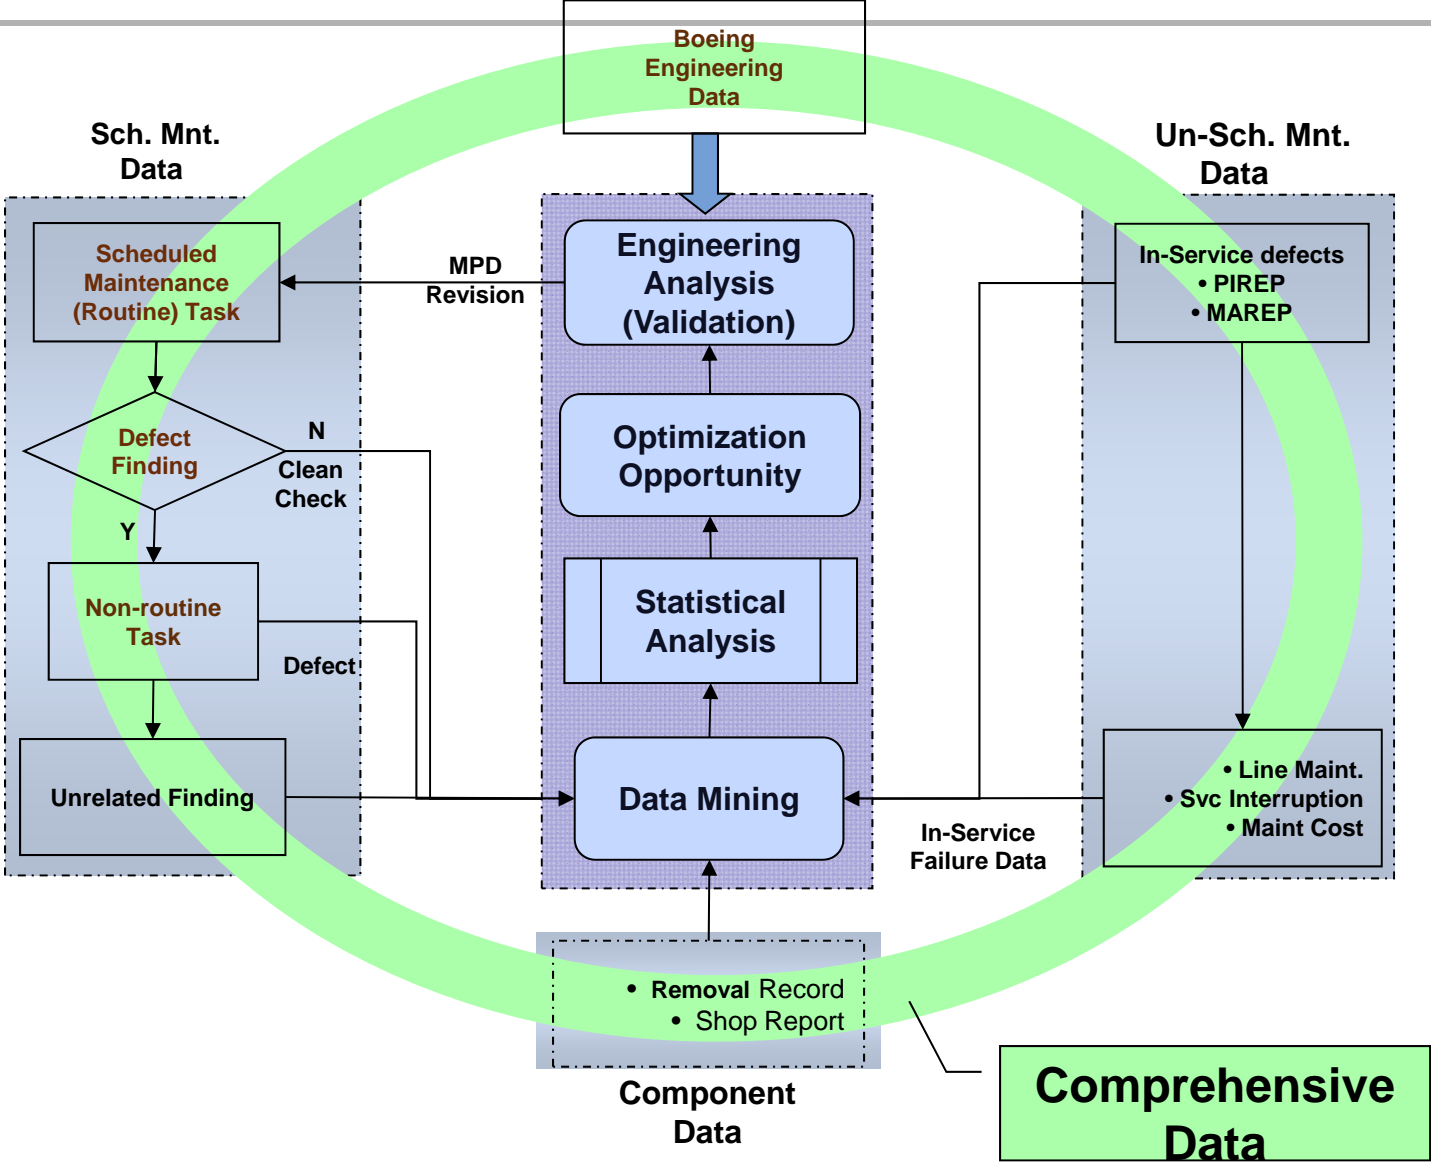 Boeing
Engineering
Data
Sch. Mnt.
Data
Un-Sch. Mnt.
Data
Scheduled
Maintenance
(Routine) Task
MPD
Revision
Engineering
Analysis
(Validation)
In-Service defects
• PIREP
• MAREP
Defect
Finding
N
Clean
Check
Optimization
Opportunity
Y
Non-routine
Task
Defect
Statistical
Analysis
Unrelated Finding
Data Mining
• Line Maint.
• Svc Interruption
• Maint Cost
In-Service
Failure Data
• Removal Record
• Shop Report
Component
Data
Comprehensive
Data